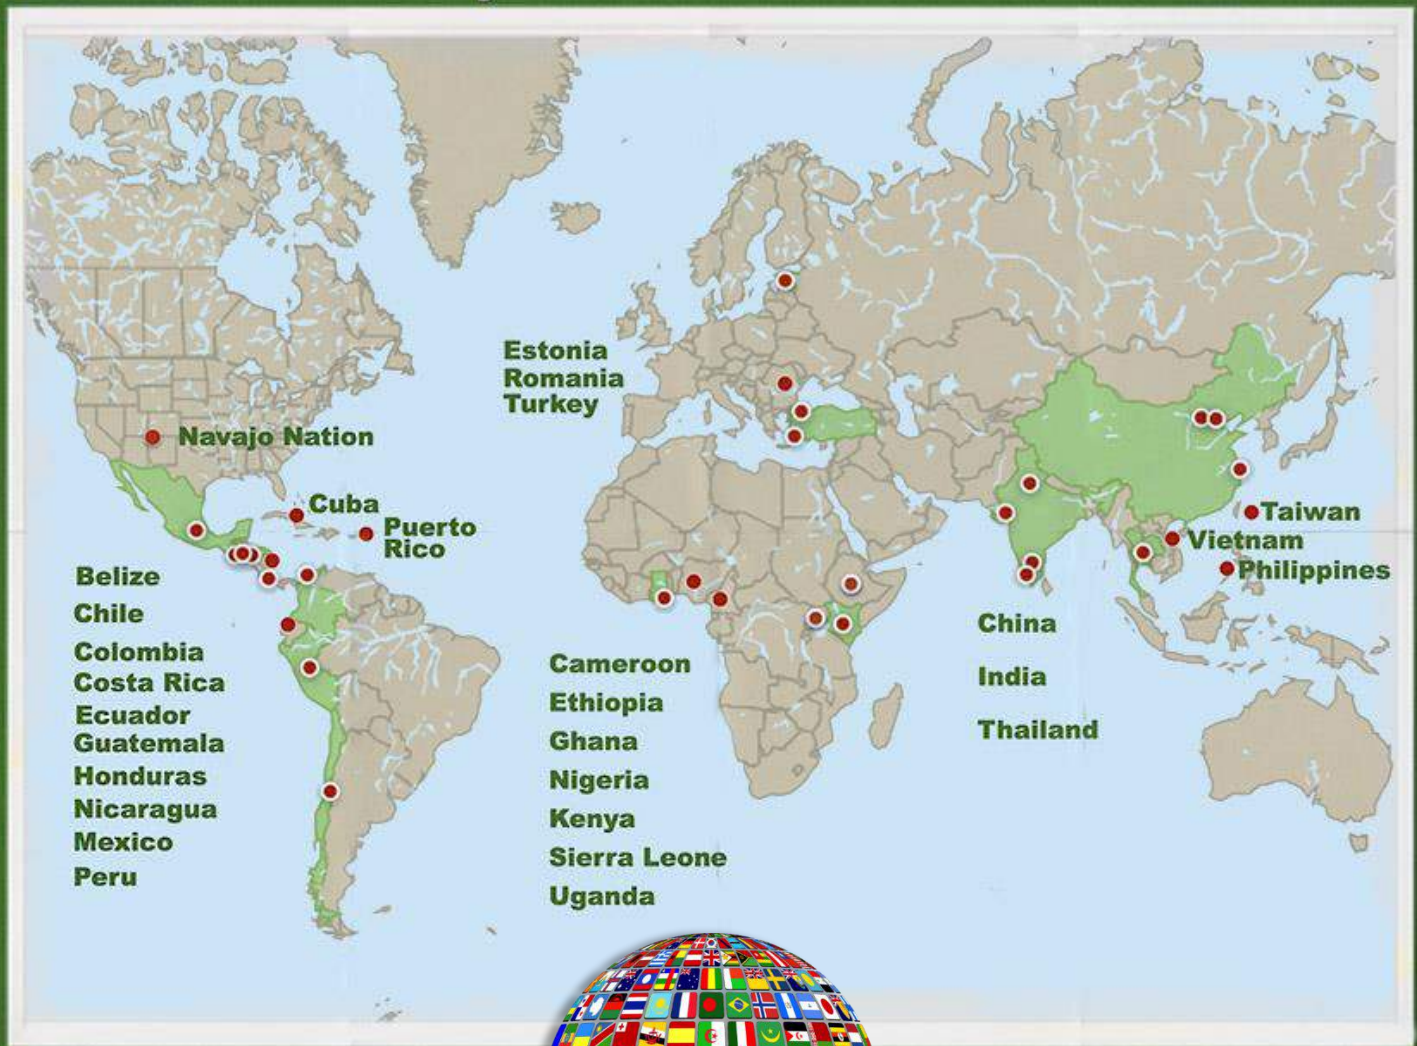 Estonia
Romania
Turkey
Navajo Nation
Cuba
Puerto
Rico
Taiwan
Vietnam
Philippines
Belize
Chile
Colombia
Costa Rica
Ecuador
Guatemala
Honduras
Nicaragua
Mexico
Peru
Cameroon
Ethiopia
Ghana
Nigeria
Kenya
Sierra Leone
Uganda
China
India
Thailand